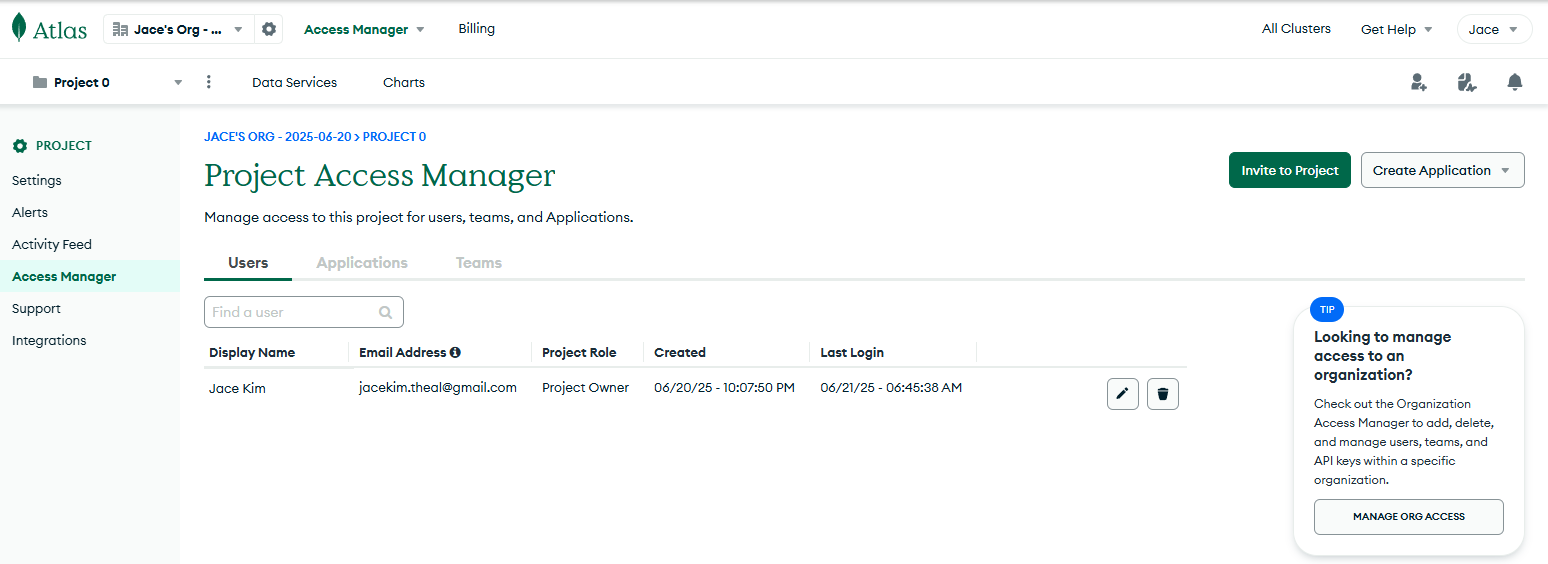 Atlas
Jace's Org - ...
Access Manager
Billing
All Clusters
Get Help
Jace
Project 0
Data Services
Charts
PROJECT
Settings
Alerts
Activity Feed
Access Manager
Support
Integrations
JACE'S ORG - 2025-06-20 > PROJECT 0
Project Access Manager
Manage access to this project for users, teams, and Applications.
Invite to Project
Create Application
Users
Applications
Teams
Find a user
Display Name
Email Address
Project Role
Created
Last Login
Jace Kim
jacekim.theal@gmail.com
Project Owner
06/20/25 - 10:07:50 PM
06/21/25 - 06:45:38 AM
TIP
Looking to manage
access to an
organization?
Check out the Organization
Access Manager to add, delete,
and manage users, teams, and
API keys within a specific
organization.
MANAGE ORG ACCESS